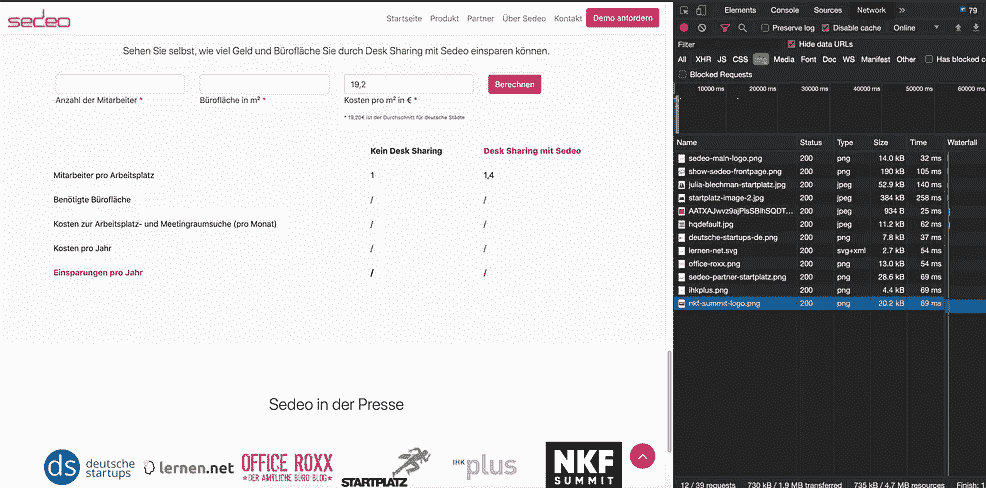 sedeo
Startseite Produkt Partner Über Sedeo Kontakt Demo anfordern
Sehen Sie selbst, wie viel Geld und Bürofläche Sie durch Desk Sharing mit Sedeo einsparen können.
19,2 Berechnen
Anzahl der Mitarbeiter * Bürofläche in m² * Kosten pro m² in € *
* 19,20€ ist der Durchschnitt für deutsche Städte
Kein Desk Sharing Desk Sharing mit Sedeo
Mitarbeiter pro Arbeitsplatz 1 1,4
Benötigte Bürofläche / /
Kosten zur Arbeitsplatz- und Meetingraumsuche (pro Monat) / /
Kosten pro Jahr / /
Einsparungen pro Jahr / /
Sedeo in der Presse
ds deutsche startups
lernen.net
OFFICE ROXX
DER AMTLICHE BÜRO-BLOG
STARTPLATZ
IHK plus
NKF
SUMMIT
Elements Console Sources Network » 79
Preserve log Disable cache Online
Filter Hide data URLs
All XHR JS CSS Img Media Font Doc WS Manifest Other Has blocked c
Blocked Requests
10000 ms 20000 ms 30000 ms 40000 ms 50000 ms 60000 ms
Name Status Type Size Time Waterfall
sedeo-main-logo.png 200 png 14.0 kB 32 ms
show-sedeo-frontpage.png 200 png 190 kB 105 ms
julia-blechman-startplatz.jpg 200 jpeg 52.9 kB 140 ms
startplatz-image-2.jpg 200 jpeg 384 kB 258 ms
200 jpeg 934 B 25 ms
hqdefault.jpg 200 jpeg 11.2 kB 62 ms
deutsche-startups-de.png 200 png 7.8 kB 37 ms
lernen-net.svg 200 svg+xml 2.7 kB 54 ms
office-roxx.png 200 png 13.0 kB 54 ms
sedeo-partner-startplatz.png 200 png 28.6 kB 69 ms
ihkplus.png 200 png 4.4 kB 69 ms
nkf-summit-logo.png 200 png 20.2 kB 69 ms
12 / 39 requests 730 kB / 1.9 MB transferred 735 kB / 4.7 MB resources Finish: 1